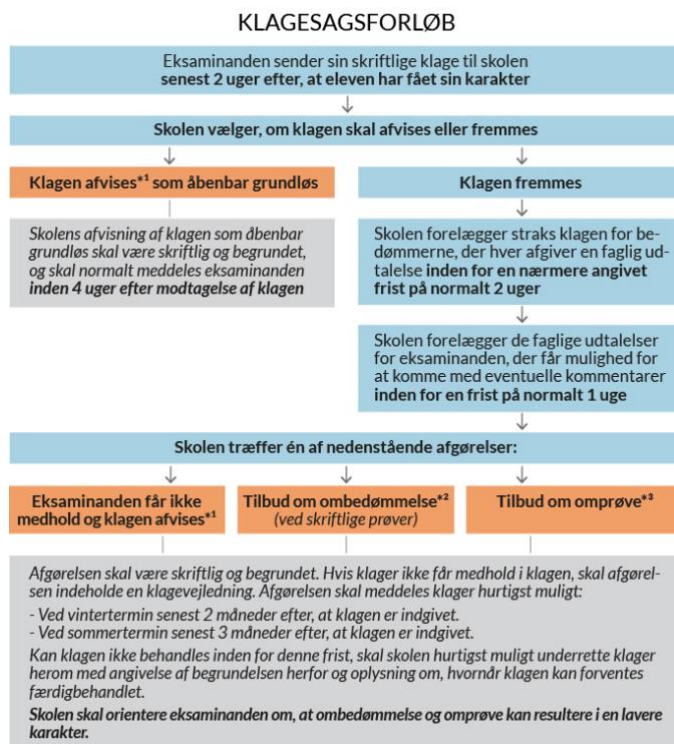 KLAGESAGSFORLØB
Eksaminanden sender sin skriftlige klage til skolen
senest 2 uger efter, at eleven har fået sin karakter
Skolen vælger, om klagen skal afvises eller fremmes
Klagen afvises*¹ som åbenbar grundløs
Skolens afvisning af klagen som åbenbar
grundløs skal være skriftlig og begrundet,
og skal normalt meddeles eksaminanden
inden 4 uger efter modtagelse af klagen
Klagen fremmes
Skolen forelægger straks klagen for be-
dømmerne, der hver afgiver en faglig ud-
talelse inden for en nærmere angivet
frist på normalt 2 uger
Skolen forelægger de faglige udtalelser
for eksaminanden, der får mulighed for
at komme med eventuelle kommentarer
inden for en frist på normalt 1 uge
Skolen træffer én af nedenstående afgørelser:
Eksaminanden får ikke
medhold og klagen afvises*¹
Tilbud om ombedømmelse*²
(ved skriftlige prøver)
Tilbud om omprøve*³
Afgørelsen skal være skriftlig og begrundet. Hvis klager ikke får medhold i klagen, skal afgørel-
sen indeholde en klagevejledning. Afgørelsen skal meddeles klager hurtigst muligt:
- Ved vintertermin senest 2 måneder efter, at klagen er indgivet.
- Ved sommertermin senest 3 måneder efter, at klagen er indgivet.
Kan klagen ikke behandles inden for denne frist, skal skolen hurtigst muligt underrette klager
herom med angivelse af begrundelsen herfor og oplysning om, hvornår klagen kan forventes
færdigbehandlet.
Skolen skal orientere eksaminanden om, at ombedømmelse og omprøve kan resultere i en lavere
karakter.